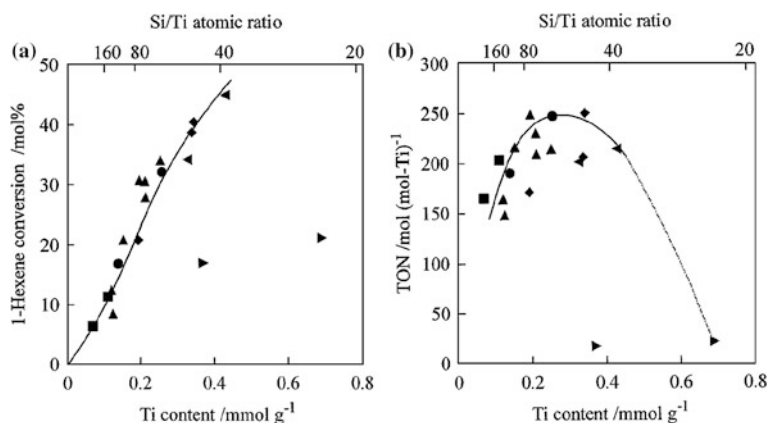 Si/Ti atomic ratio
(a)
160 80 40 20
50
40
30
20
10
0
1-Hexene conversion /mol%
0 0.2 0.4 0.6 0.8
Ti content /mmol g⁻¹
Si/Ti atomic ratio
(b)
160 80 40 20
300
250
200
150
100
50
0
TON /mol (mol-Ti)⁻¹
0 0.2 0.4 0.6 0.8
Ti content /mmol g⁻¹